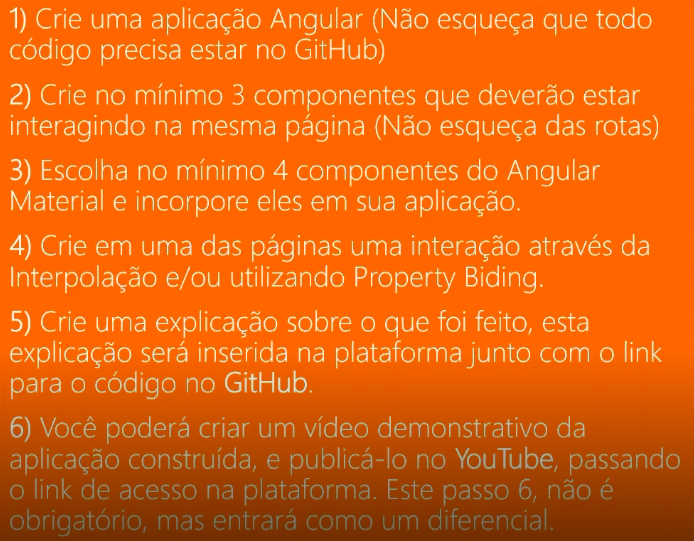 1) Crie uma aplicação Angular (Não esqueça que todo
código precisa estar no GitHub)
2) Crie no mínimo 3 componentes que deverão estar
interagindo na mesma página (Não esqueça das rotas)
3) Escolha no mínimo 4 componentes do Angular
Material e incorpore eles em sua aplicação.
4) Crie em uma das páginas uma interação através da
Interpolação e/ou utilizando Property Biding.
5) Crie uma explicação sobre o que foi feito, esta
explicação será inserida na plataforma junto com o link
para o código no GitHub.
6) Você poderá criar um vídeo demonstrativo da
aplicação construída, e publicá-lo no YouTube, passando
o link de acesso na plataforma. Este passo 6, não é
obrigatório, mas entrará como um diferencial.